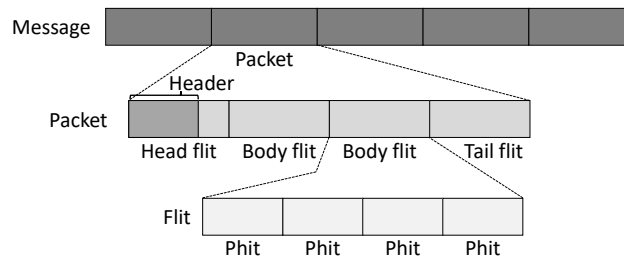 Message
Packet
Header
Packet
Head flit Body flit Body flit Tail flit
Flit
Phit Phit Phit Phit